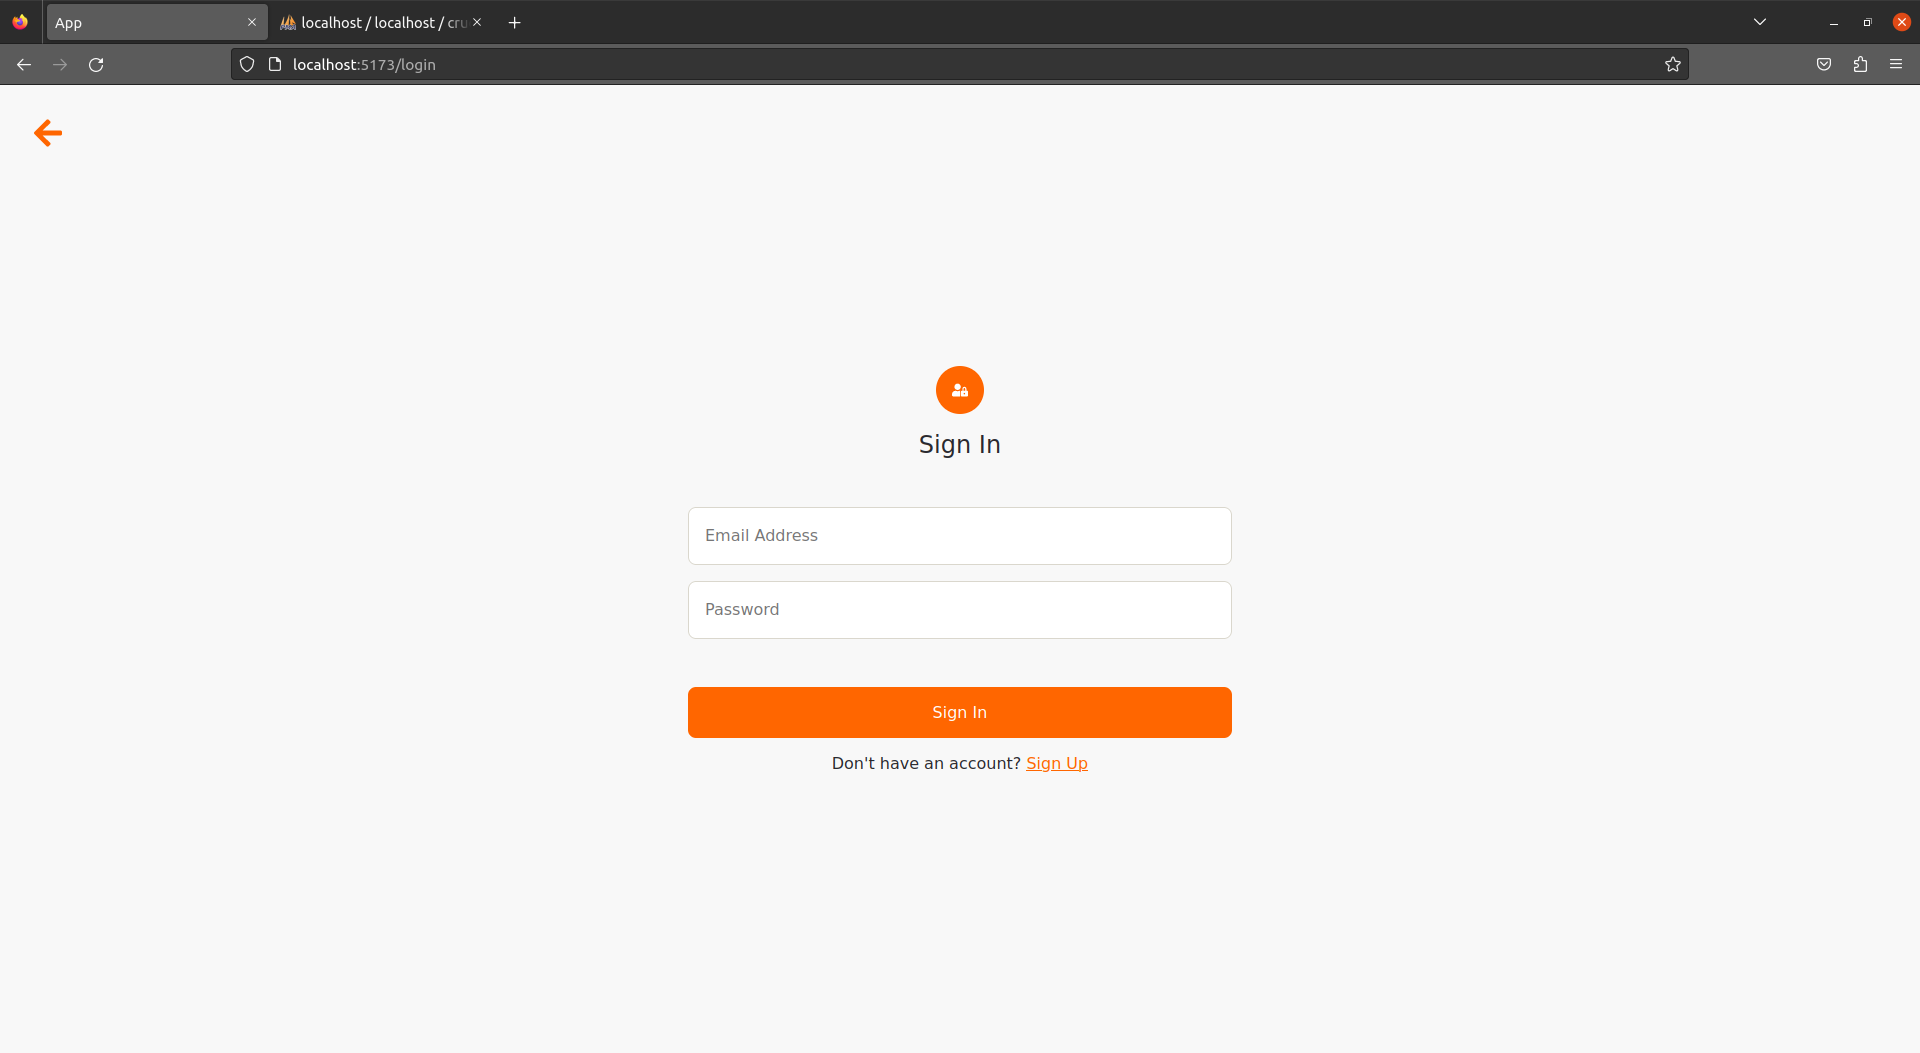 App
localhost / localhost / cru
localhost:5173/login
Sign In
Email Address
Password
Sign In
Don't have an account? Sign Up